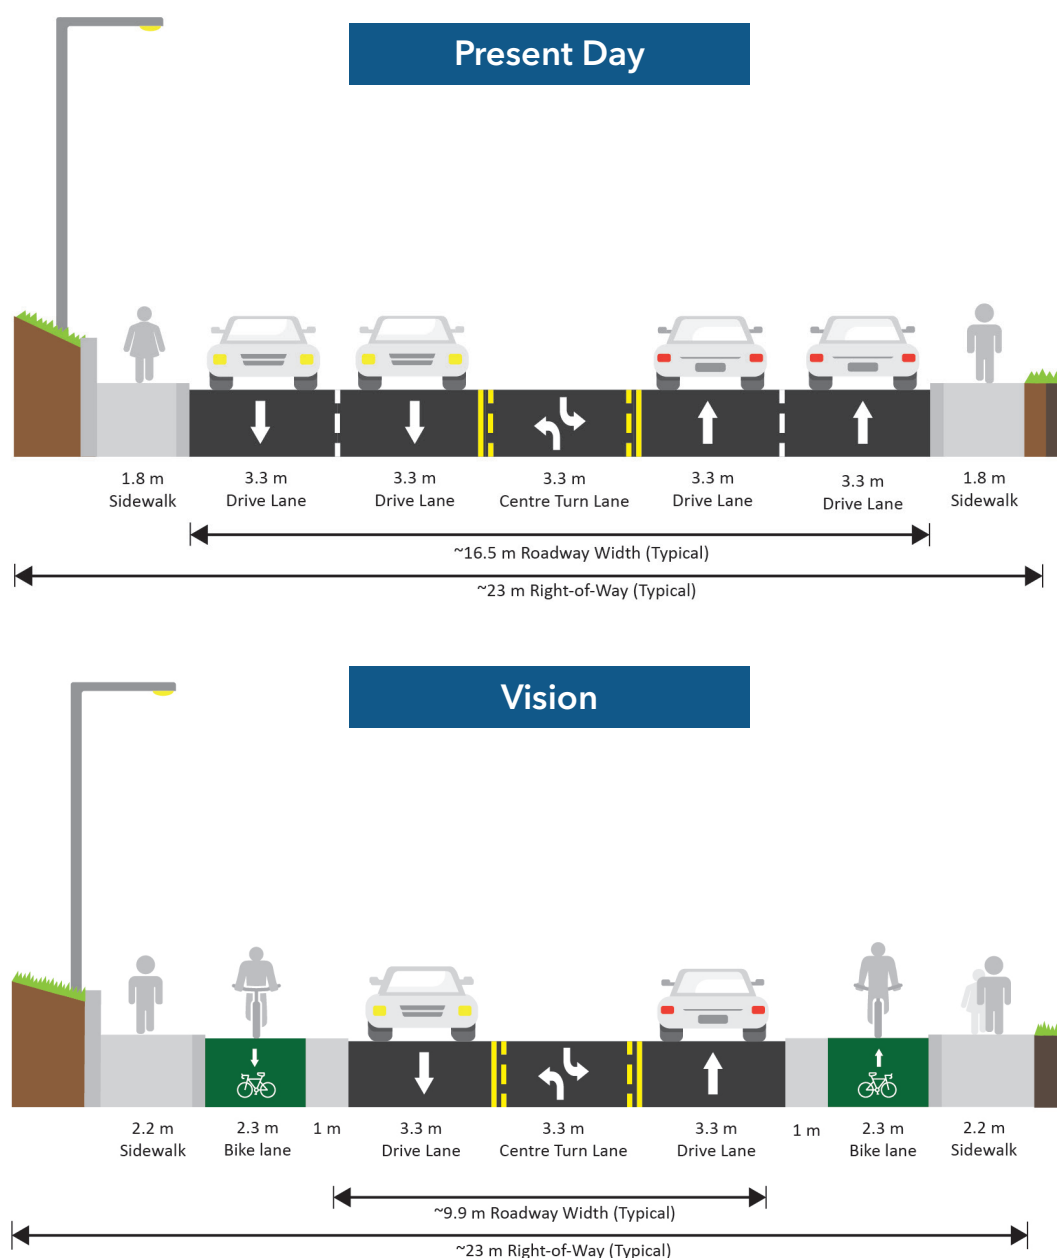 Present Day
1.8 m
Sidewalk
3.3 m
Drive Lane
3.3 m
Drive Lane
3.3 m
Centre Turn Lane
3.3 m
Drive Lane
3.3 m
Drive Lane
1.8 m
Sidewalk
~16.5 m Roadway Width (Typical)
~23 m Right-of-Way (Typical)
Vision
2.2 m
Sidewalk
2.3 m
Bike lane
1 m
3.3 m
Drive Lane
3.3 m
Centre Turn Lane
3.3 m
Drive Lane
1 m
2.3 m
Bike lane
2.2 m
Sidewalk
~9.9 m Roadway Width (Typical)
~23 m Right-of-Way (Typical)